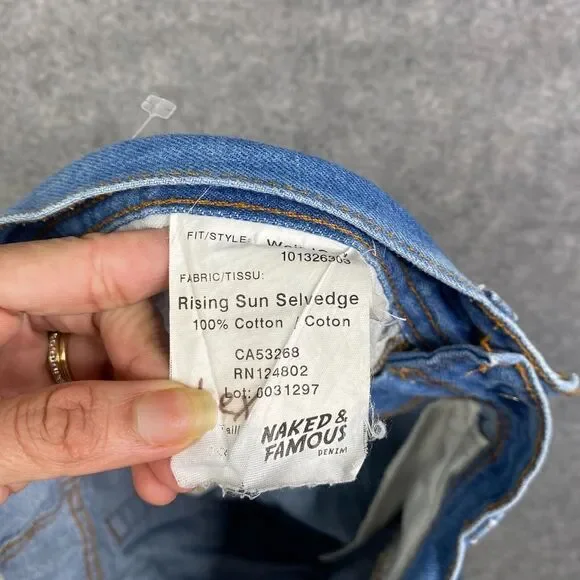 FIT/STYLE:
101326303
FABRIC/TISSU:
Rising Sun Selvedge
100% Cotton / Coton
CA53268
RN124802
Lot: 0031297
NAKED &
FAMOUS
DENIM